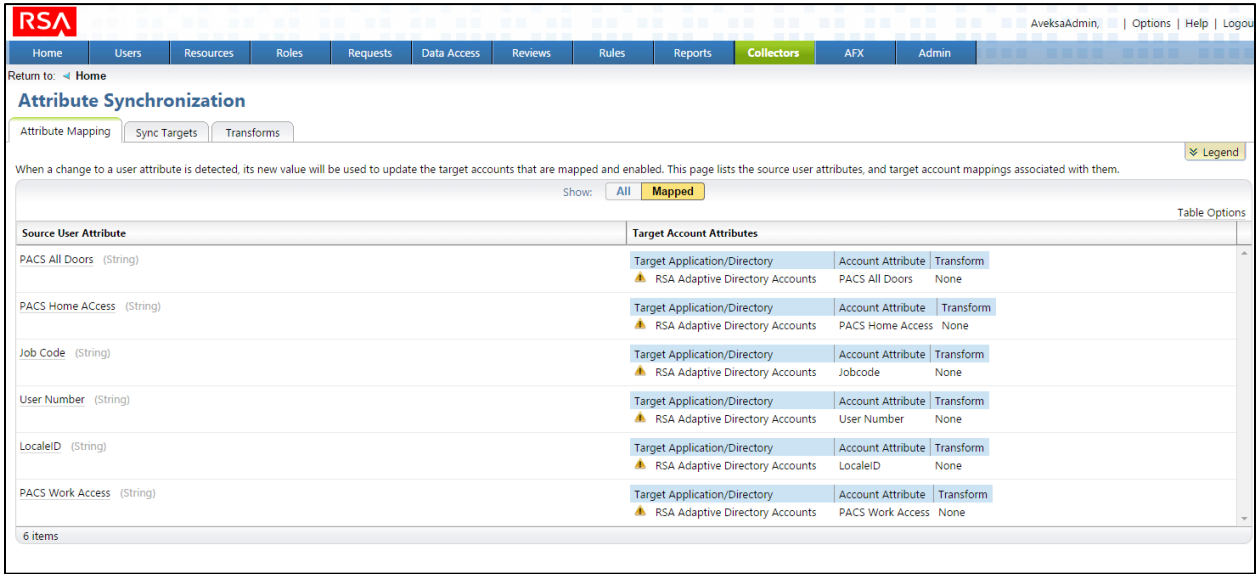 RSA
AveksaAdmin, | Options | Help | Logou
Home Users Resources Roles Requests Data Access Reviews Rules Reports Collectors AFX Admin
Return to: Home
Attribute Synchronization
Attribute Mapping Sync Targets Transforms
Legend
When a change to a user attribute is detected, its new value will be used to update the target accounts that are mapped and enabled. This page lists the source user attributes, and target account mappings associated with them.
Show: All Mapped
Table Options
Source User Attribute Target Account Attributes
PACS All Doors (String) Target Application/Directory Account Attribute Transform
RSA Adaptive Directory Accounts PACS All Doors None
PACS Home ACcess (String) Target Application/Directory Account Attribute Transform
RSA Adaptive Directory Accounts PACS Home Access None
Job Code (String) Target Application/Directory Account Attribute Transform
RSA Adaptive Directory Accounts Jobcode None
User Number (String) Target Application/Directory Account Attribute Transform
RSA Adaptive Directory Accounts User Number None
LocaleID (String) Target Application/Directory Account Attribute Transform
RSA Adaptive Directory Accounts LocaleID None
PACS Work Access (String) Target Application/Directory Account Attribute Transform
RSA Adaptive Directory Accounts PACS Work Access None
6 items